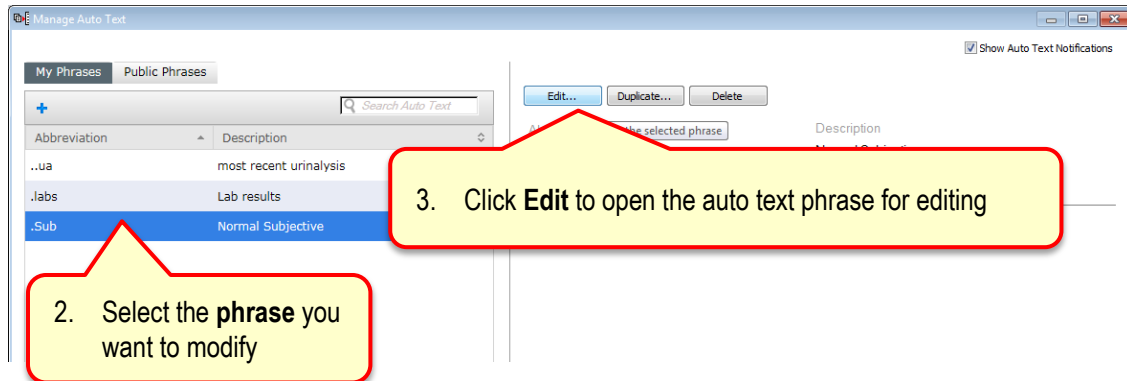 Manage Auto Text
Show Auto Text Notifications
My Phrases Public Phrases
Search Auto Text
Abbreviation Description
..ua most recent urinalysis
.labs Lab results
.Sub Normal Subjective
Edit... Duplicate... Delete
the selected phrase Description
3. Click Edit to open the auto text phrase for editing
2. Select the phrase you
want to modify